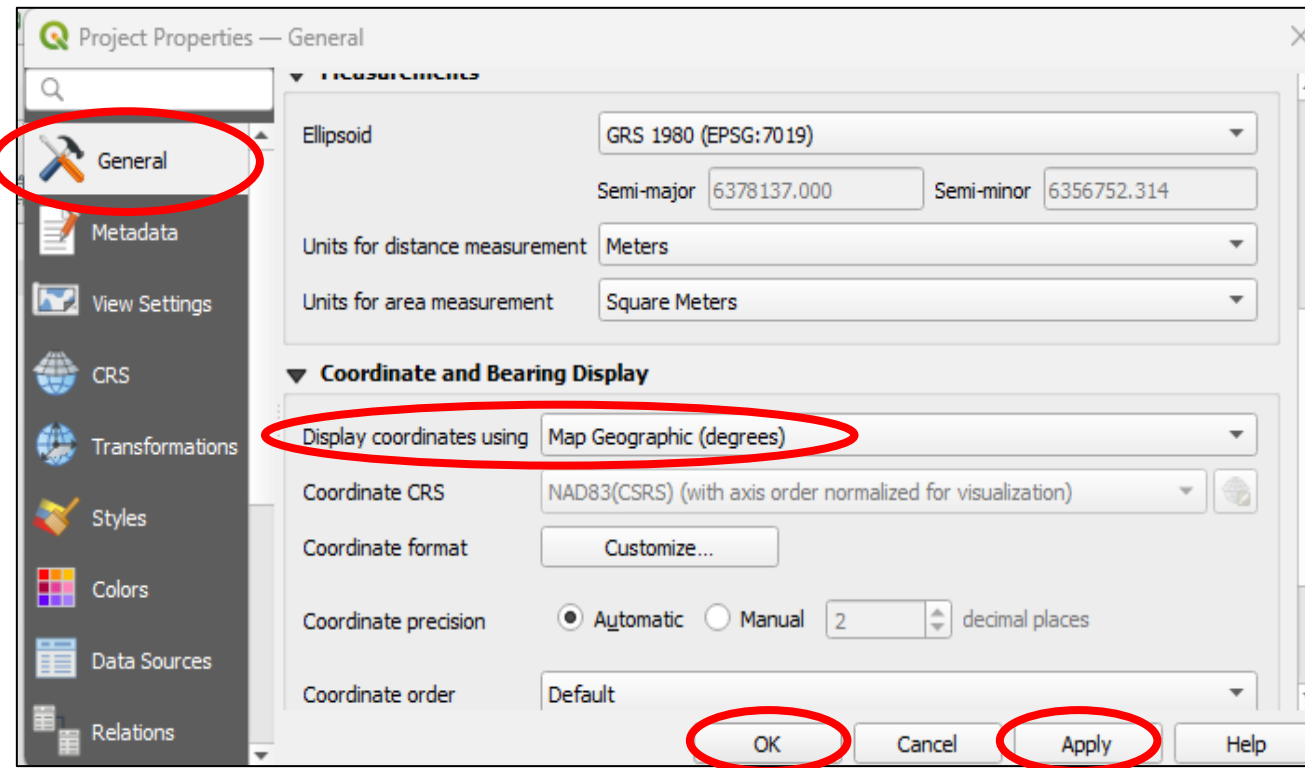 Project Properties — General
Measurements
General
Metadata
View Settings
CRS
Transformations
Styles
Colors
Data Sources
Relations
Ellipsoid GRS 1980 (EPSG:7019)
Semi-major 6378137.000 Semi-minor 6356752.314
Units for distance measurement Meters
Units for area measurement Square Meters
Coordinate and Bearing Display
Display coordinates using Map Geographic (degrees)
Coordinate CRS NAD83(CSRS) (with axis order normalized for visualization)
Coordinate format Customize...
Coordinate precision Automatic Manual 2 decimal places
Coordinate order Default
OK Cancel Apply Help